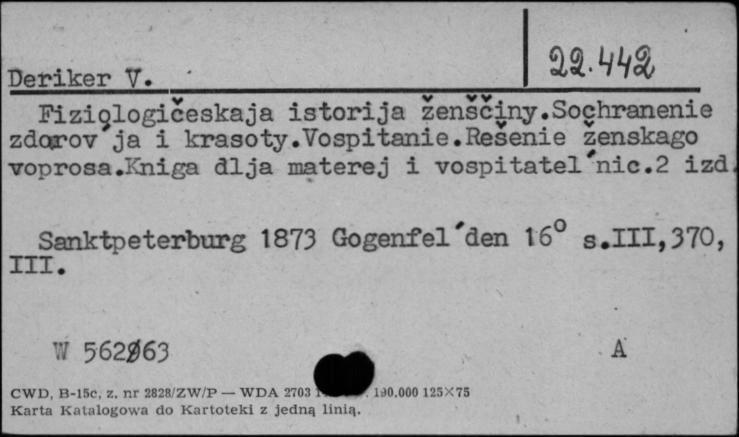 22.442
Deriker V.
Fiziologičeskaja istorija ženščiny.Sochranenie
zdorov´ja i krasoty.Vospitanie.Rešenie ženskago
voprosa.Kniga dlja materej i vospitatel´nic.2 izd.
Sanktpeterburg 1873 Gogenfel´den 16° s.III,370,
III.
W 562963 A
CWD, B-15c, z. nr 2828/ZW/P — WDA 2703 190.000 125×75
Karta Katalogowa do Kartoteki z jedną linią.